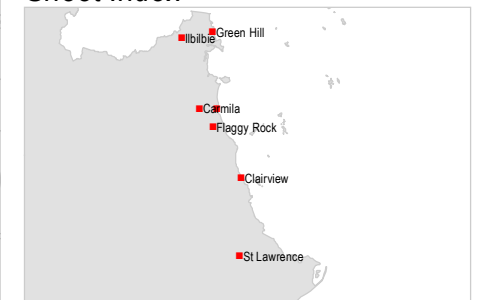 Sheet Index
Green Hill
Ilbilbie
Carmila
Flaggy Rock
Clairview
St Lawrence